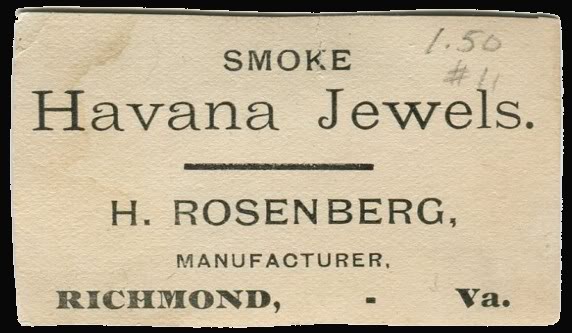 SMOKE
1.50
#11
Havana Jewels.
H. ROSENBERG,
MANUFACTURER,
RICHMOND, - Va.